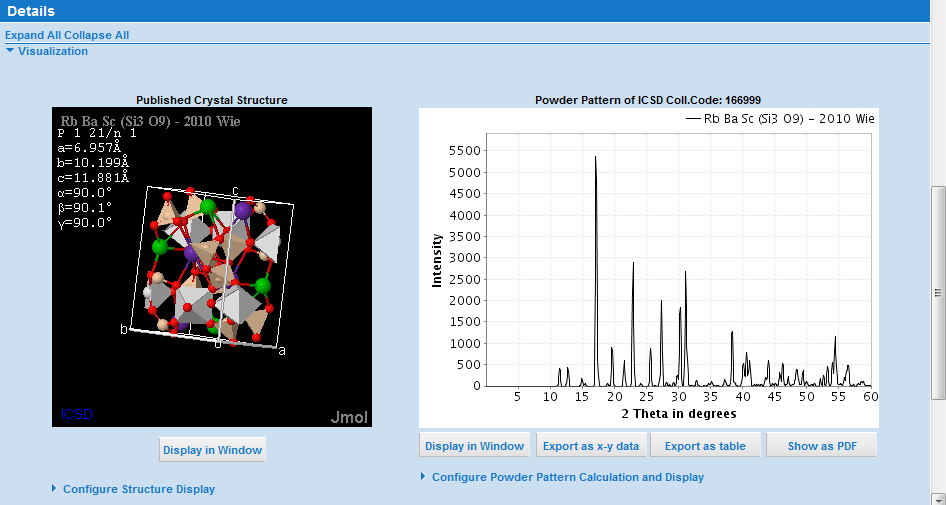 Details
Expand All Collapse All
Visualization
Published Crystal Structure
Rb Ba Sc (Si3 O9) - 2010 Wie
P 1 21/n 1
a=6.957Å
b=10.199Å
c=11.881Å
α=90.0°
β=90.1°
γ=90.0°
c
b
o
a
ICSD
Jmol
Display in Window
Configure Structure Display
Powder Pattern of ICSD Coll.Code: 166999
Rb Ba Sc (Si3 O9) - 2010 Wie
5500
5000
4500
4000
3500
3000
2500
2000
1500
1000
500
0
Intensity
5 10 15 20 25 30 35 40 45 50 55 60
2 Theta in degrees
Display in Window Export as x-y data Export as table Show as PDF
Configure Powder Pattern Calculation and Display